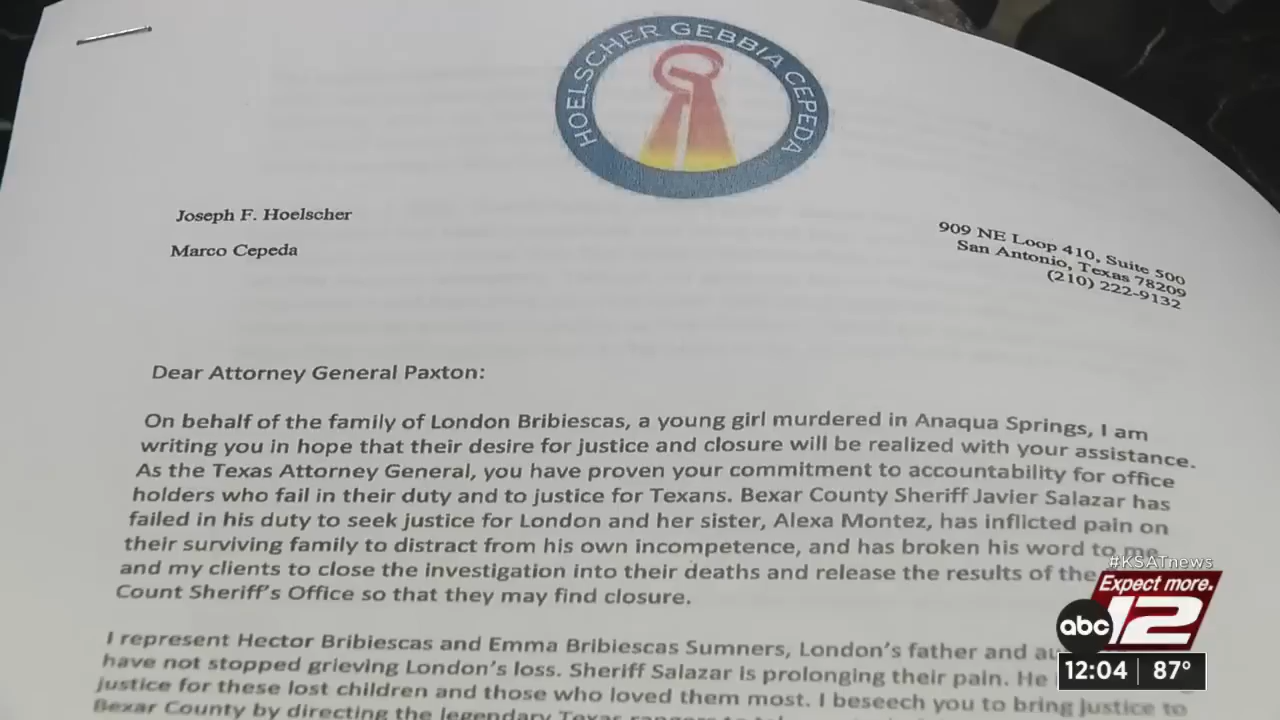 HOELSCHER GEBBIA CEPEDA
Joseph F. Hoelscher
Marco Cepeda
909 NE Loop 410, Suite 500
San Antonio, Texas 78209
(210) 222-9132
Dear Attorney General Paxton:
On behalf of the family of London Bribiescas, a young girl murdered in Anaqua Springs, I am
writing you in hope that their desire for justice and closure will be realized with your assistance.
As the Texas Attorney General, you have proven your commitment to accountability for office
holders who fail in their duty and to justice for Texans. Bexar County Sheriff Javier Salazar has
failed in his duty to seek justice for London and her sister, Alexa Montez, has inflicted pain on
their surviving family to distract from his own incompetence, and has broken his word to me
and my clients to close the investigation into their deaths and release the results of the
Count Sheriff's Office so that they may find closure.
I represent Hector Bribiescas and Emma Bribiescas Sumners, London's father and
have not stopped grieving London's loss. Sheriff Salazar is prolonging their pain. He
justice for these lost children and those who loved them most. I beseech you to bring justice to
Bexar County by directing the legendary Texas rangers to
#KSATnews
Expect more.
abc 12
12:04 87°